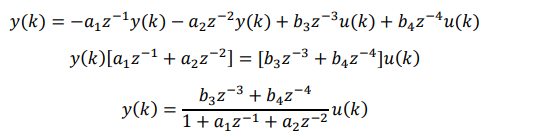 y(k) = −a₁z⁻¹y(k) − a₂z⁻²y(k) + b₃z⁻³u(k) + b₄z⁻⁴u(k)
y(k)[a₁z⁻¹ + a₂z⁻²] = [b₃z⁻³ + b₄z⁻⁴]u(k)
y(k) = (b₃z⁻³ + b₄z⁻⁴)/(1 + a₁z⁻¹ + a₂z⁻²) u(k)